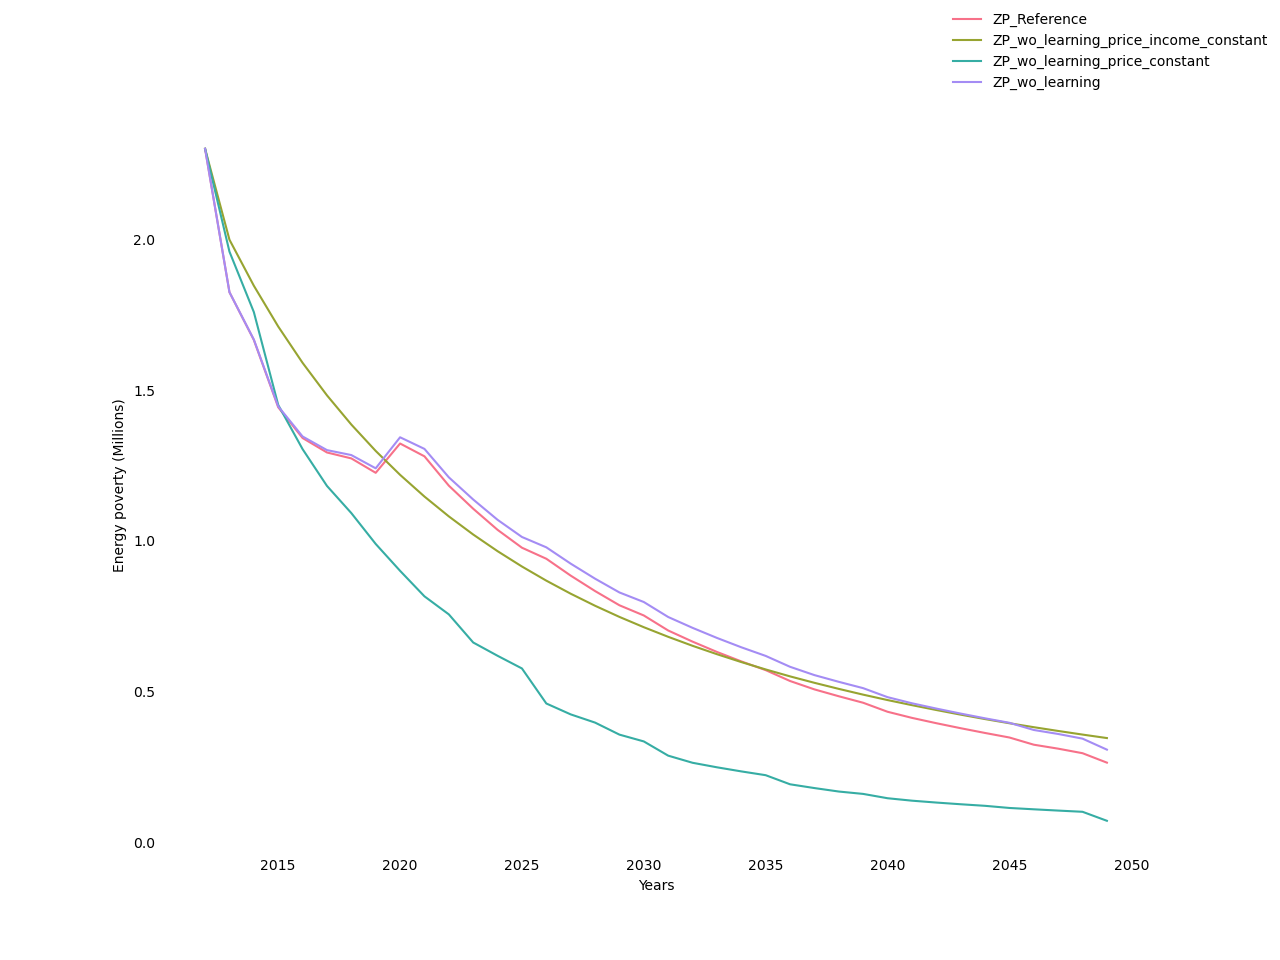 ZP_Reference
ZP_wo_learning_price_income_constant
ZP_wo_learning_price_constant
ZP_wo_learning
2.0
1.5
1.0
0.5
0.0
Energy poverty (Millions)
2015 2020 2025 2030 2035 2040 2045 2050
Years